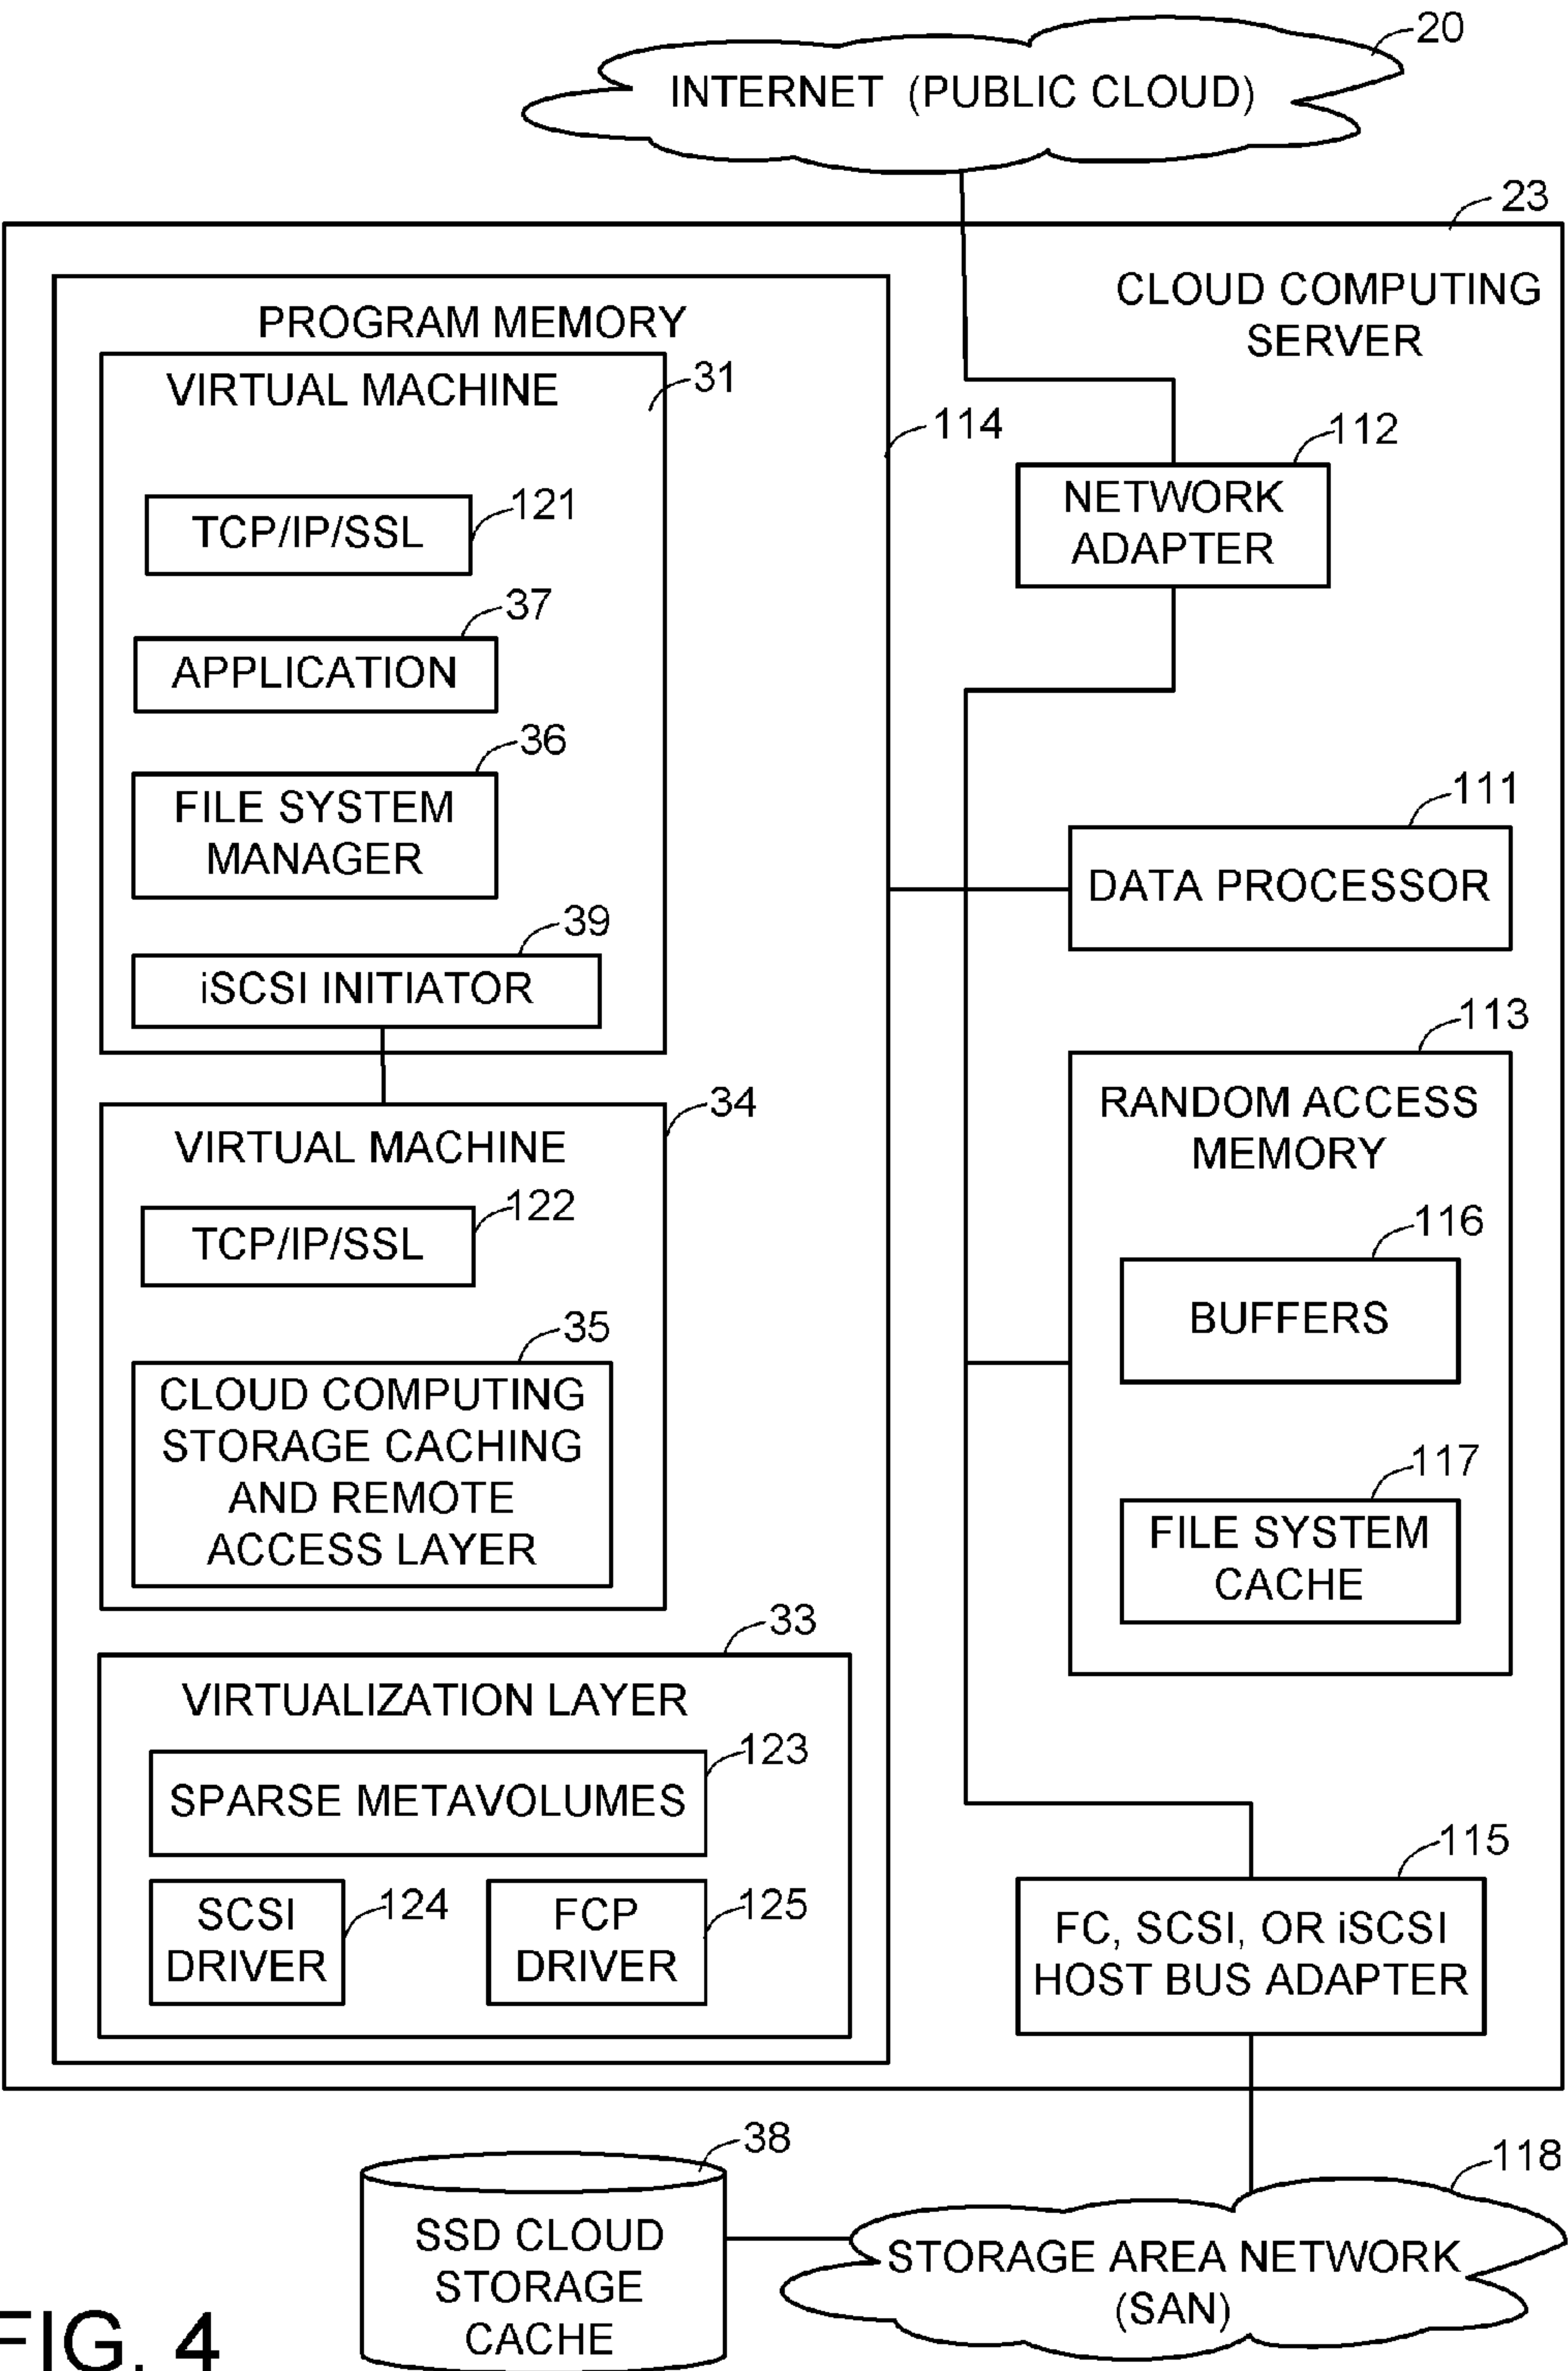 20
INTERNET (PUBLIC CLOUD)
23
CLOUD COMPUTING
SERVER
PROGRAM MEMORY
114
VIRTUAL MACHINE
31
TCP/IP/SSL
121
APPLICATION
37
FILE SYSTEM
MANAGER
36
iSCSI INITIATOR
39
VIRTUAL MACHINE
34
TCP/IP/SSL
122
CLOUD COMPUTING
STORAGE CACHING
AND REMOTE
ACCESS LAYER
35
VIRTUALIZATION LAYER
33
SPARSE METAVOLUMES
123
SCSI
DRIVER
124
FCP
DRIVER
125
112
NETWORK
ADAPTER
111
DATA PROCESSOR
113
RANDOM ACCESS
MEMORY
116
BUFFERS
117
FILE SYSTEM
CACHE
115
FC, SCSI, OR iSCSI
HOST BUS ADAPTER
38
SSD CLOUD
STORAGE
CACHE
118
STORAGE AREA NETWORK
(SAN)
FIG. 4